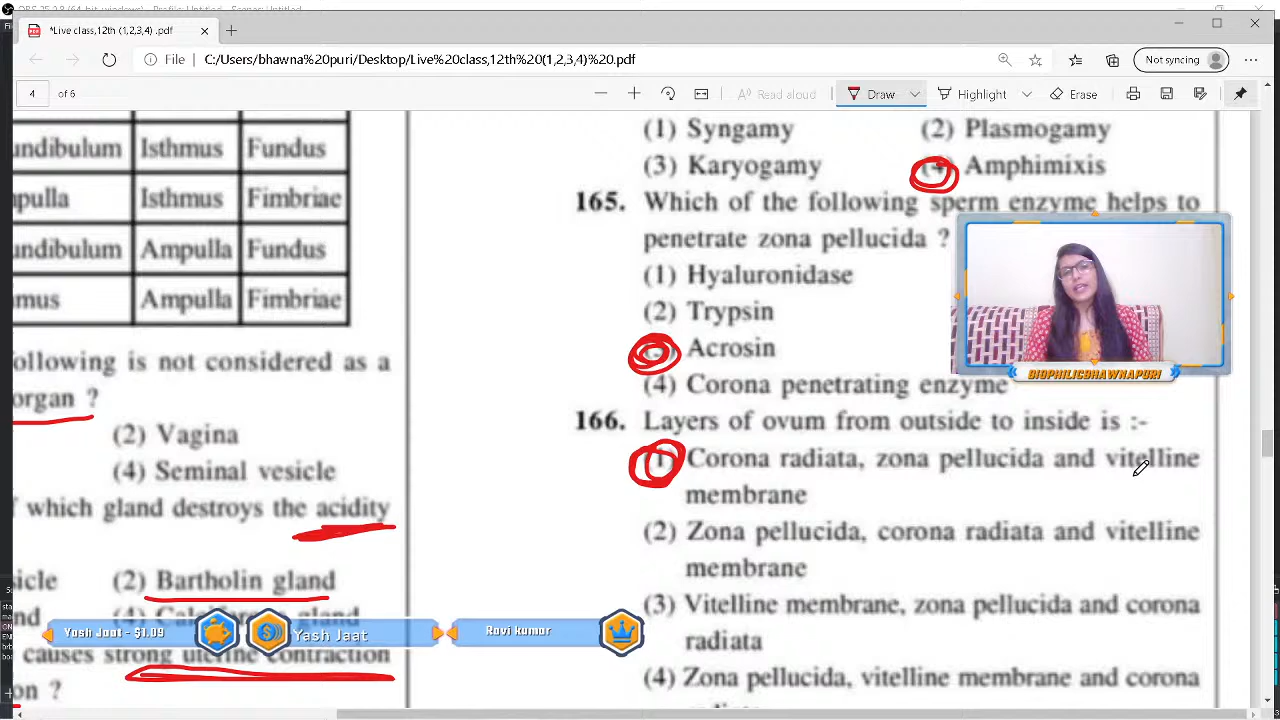 *Live class,12th (1,2,3,4) .pdf
File
C:/Users/bhawna%20puri/Desktop/Live%20class,12th%20(1,2,3,4)%20.pdf
Not syncing
4 of 6
Read aloud
Draw
Highlight
Erase
undibulum Isthmus Fundus
pulla Isthmus Fimbriae
undibulum Ampulla Fundus
mus Ampulla Fimbriae
ollowing is not considered as a
organ ?
(2) Vagina
(4) Seminal vesicle
which gland destroys the acidity
icle (2) Bartholin gland
gland
causes strong uterine contraction
on ?
(1) Syngamy (2) Plasmogamy
(3) Karyogamy (4) Amphimixis
165. Which of the following sperm enzyme helps to
penetrate zona pellucida ?
(1) Hyaluronidase
(2) Trypsin
Acrosin
(4) Corona penetrating enzyme
166. Layers of ovum from outside to inside is :-
(1) Corona radiata, zona pellucida and vitelline
membrane
(2) Zona pellucida, corona radiata and vitelline
membrane
(3) Vitelline membrane, zona pellucida and corona
radiata
(4) Zona pellucida, vitelline membrane and corona
BIOPHILICBHAWNAPURI
Yash Jaat - $1.09
Yash Jaat
Ravi kumar